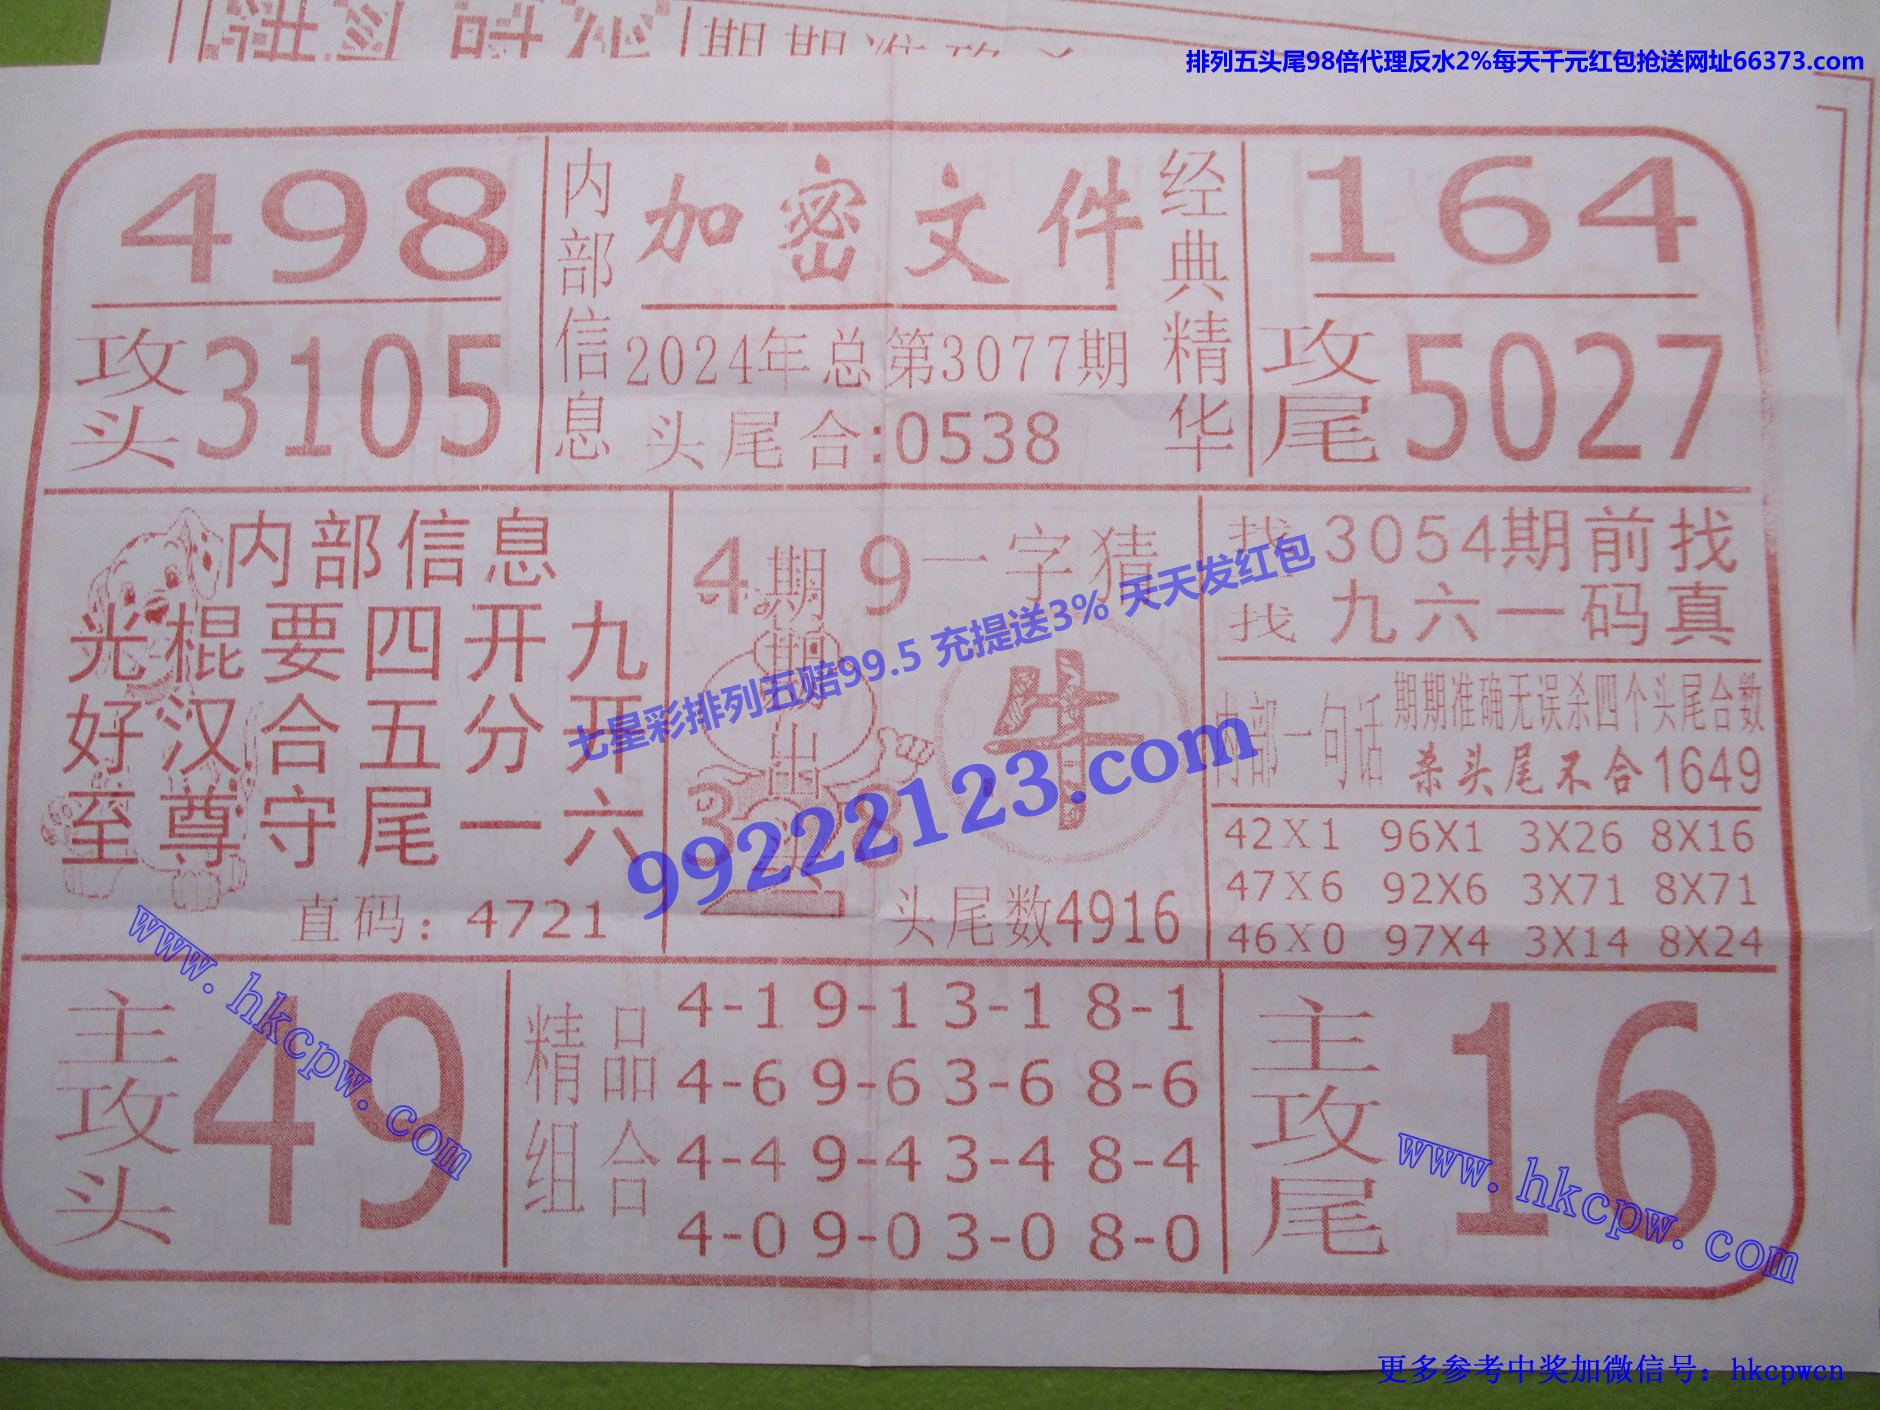 排列五头尾98倍代理反水2%每天千元红包抢送网址66373.com
498
攻头3105
内部信息
加密文件
2024年总第3077期
头尾合:0538
经典精华
164
攻尾5027
内部信息
光棍要四开九
好汉合五分开
至尊守尾一六
直码：4721
4 9
期期出头
3 8
一字猜
牛
头尾数4916
找找
3054期前找
九六一码真
内部一句话
期期准确无误杀四个头尾合数
杀头尾不合1649
42X1 96X1 3X26 8X16
47X6 92X6 3X71 8X71
46X0 97X4 3X14 8X24
七星彩排列五赔99.5 充提送3% 天天发红包
99222123.com
主攻头
49
精品组合
4-1 9-1 3-1 8-1
4-6 9-6 3-6 8-6
4-4 9-4 3-4 8-4
4-0 9-0 3-0 8-0
主攻尾
16
www.hkcpw.com
www.hkcpw.com
更多参考中奖加微信号：hkcpwcn